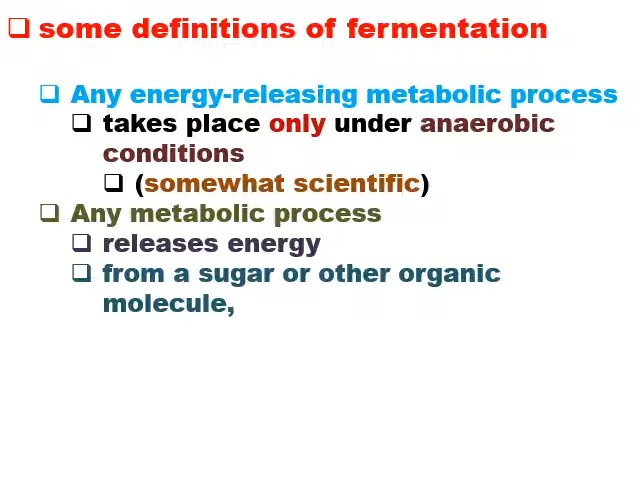 some definitions of fermentation
Any energy-releasing metabolic process
takes place only under anaerobic
conditions
(somewhat scientific)
Any metabolic process
releases energy
from a sugar or other organic
molecule,